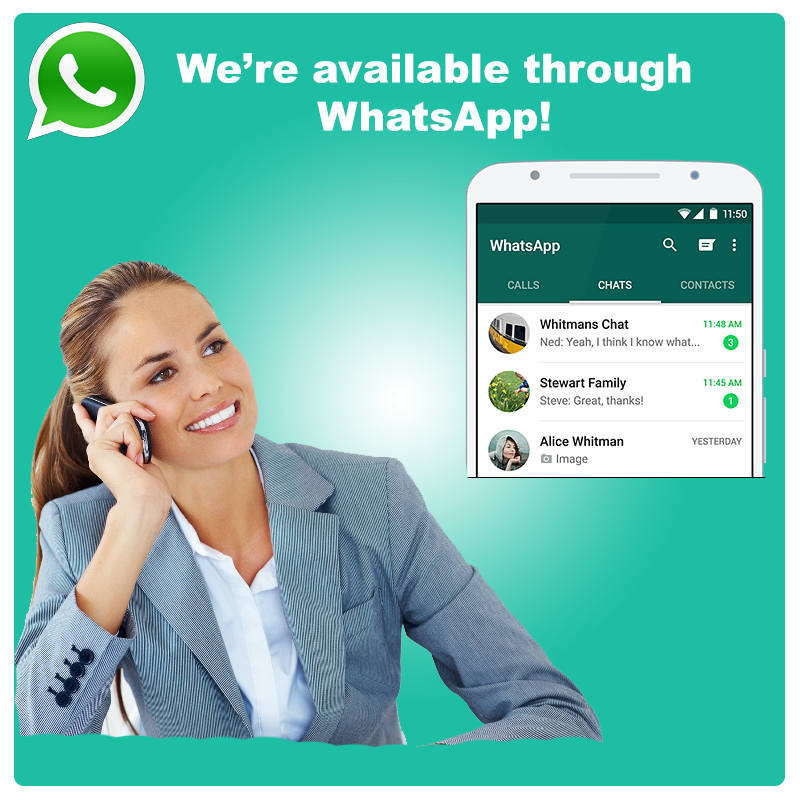 We're available through
WhatsApp!
11:50
WhatsApp
CALLS CHATS CONTACTS
Whitmans Chat 11:48 AM
Ned: Yeah, I think I know what... 3
Stewart Family 11:45 AM
Steve: Great, thanks! 1
Alice Whitman YESTERDAY
Image